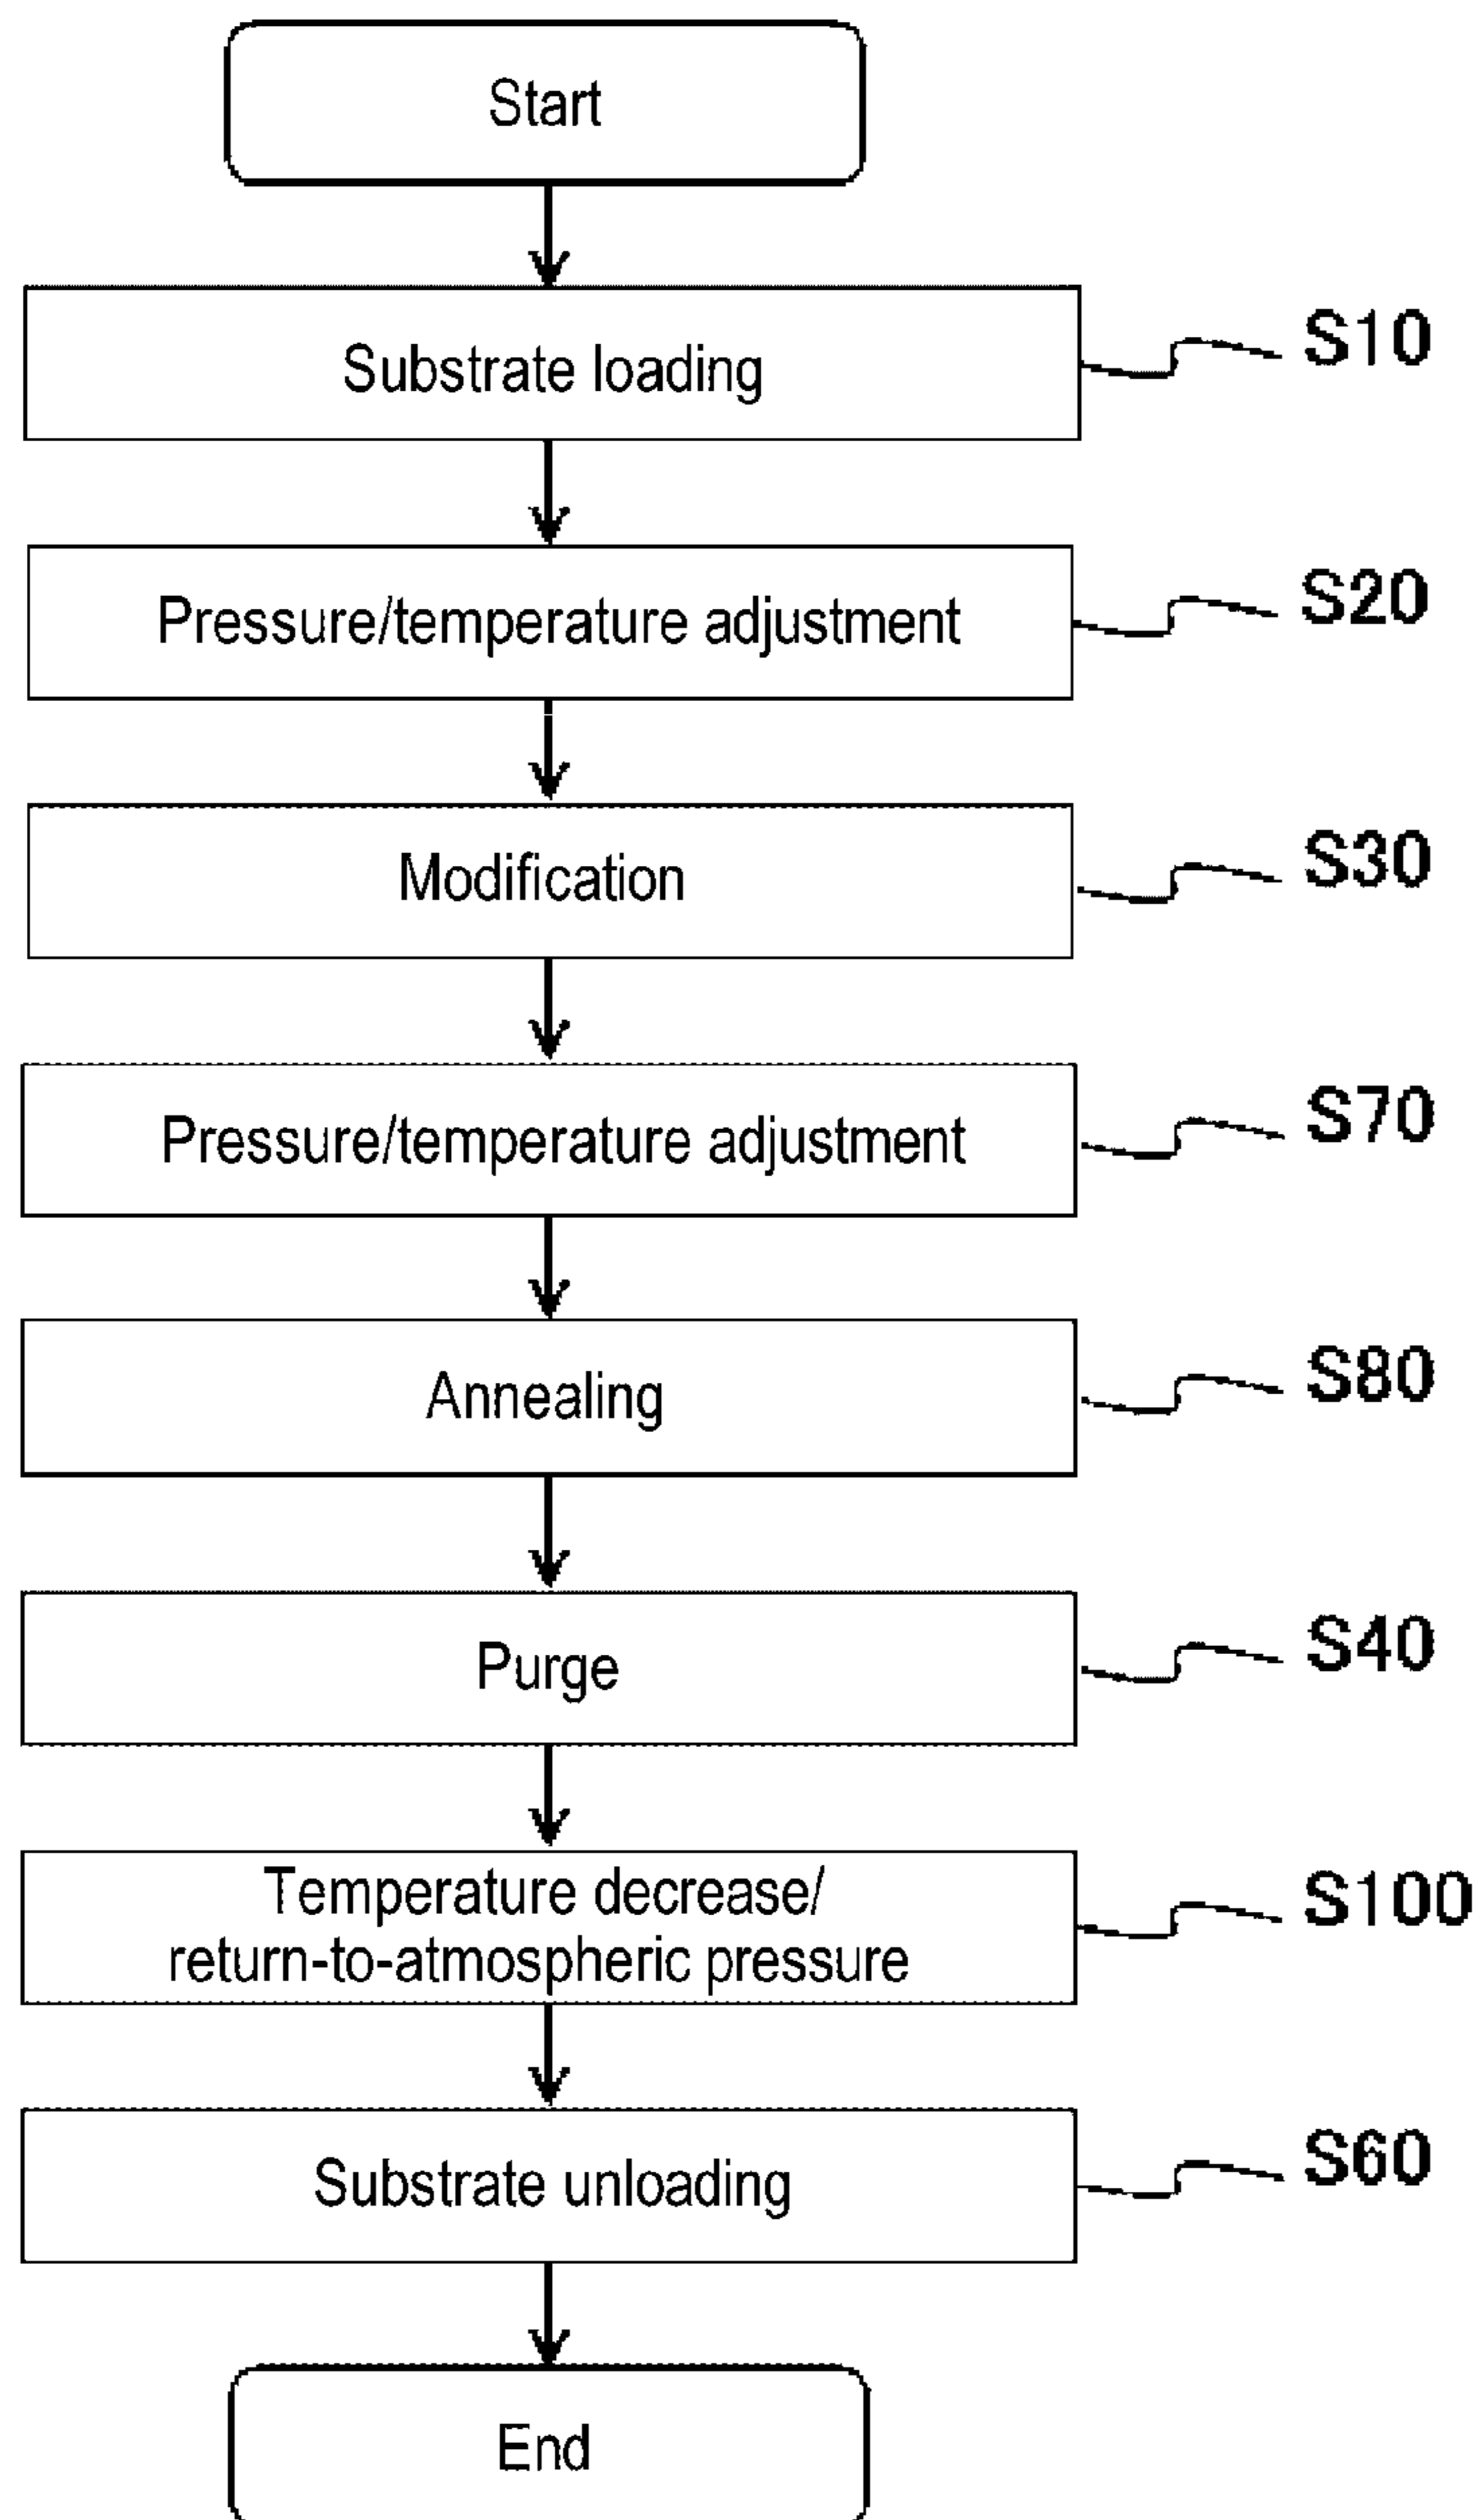 Start
Substrate loading
S10
Pressure/temperature adjustment
S20
Modification
S30
Pressure/temperature adjustment
S70
Annealing
S80
Purge
S40
Temperature decrease/
return-to-atmospheric pressure
S100
Substrate unloading
S60
End